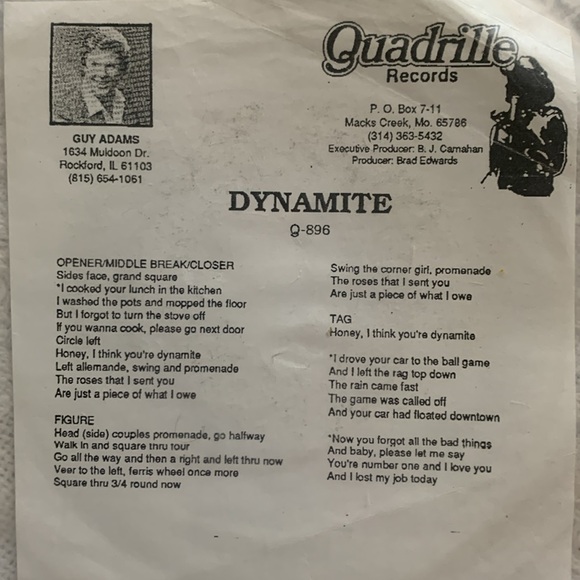 Quadrille
Records
GUY ADAMS
1634 Muldoon Dr.
Rockford, IL 61103
(815) 654-1061
P. O. Box 7-11
Macks Creek, Mo. 65786
(314) 363-5432
Executive Producer: B. J. Carnahan
Producer: Brad Edwards
DYNAMITE
Q-896
OPENER/MIDDLE BREAK/CLOSER
Sides face, grand square
*I cooked your lunch in the kitchen
I washed the pots and mopped the floor
But I forgot to turn the stove off
If you wanna cook, please go next door
Circle left
Honey, I think you're dynamite
Left allemande, swing and promenade
The roses that I sent you
Are just a piece of what I owe
FIGURE
Head (side) couples promenade, go halfway
Walk in and square thru four
Go all the way and then a right and left thru now
Veer to the left, ferris wheel once more
Square thru 3/4 round now
Swing the corner girl, promenade
The roses that I sent you
Are just a piece of what I owe
TAG
Honey, I think you're dynamite
*I drove your car to the ball game
And I left the rag top down
The rain came fast
The game was called off
And your car had floated downtown
*Now you forgot all the bad things
And baby, please let me say
You're number one and I love you
And I lost my job today